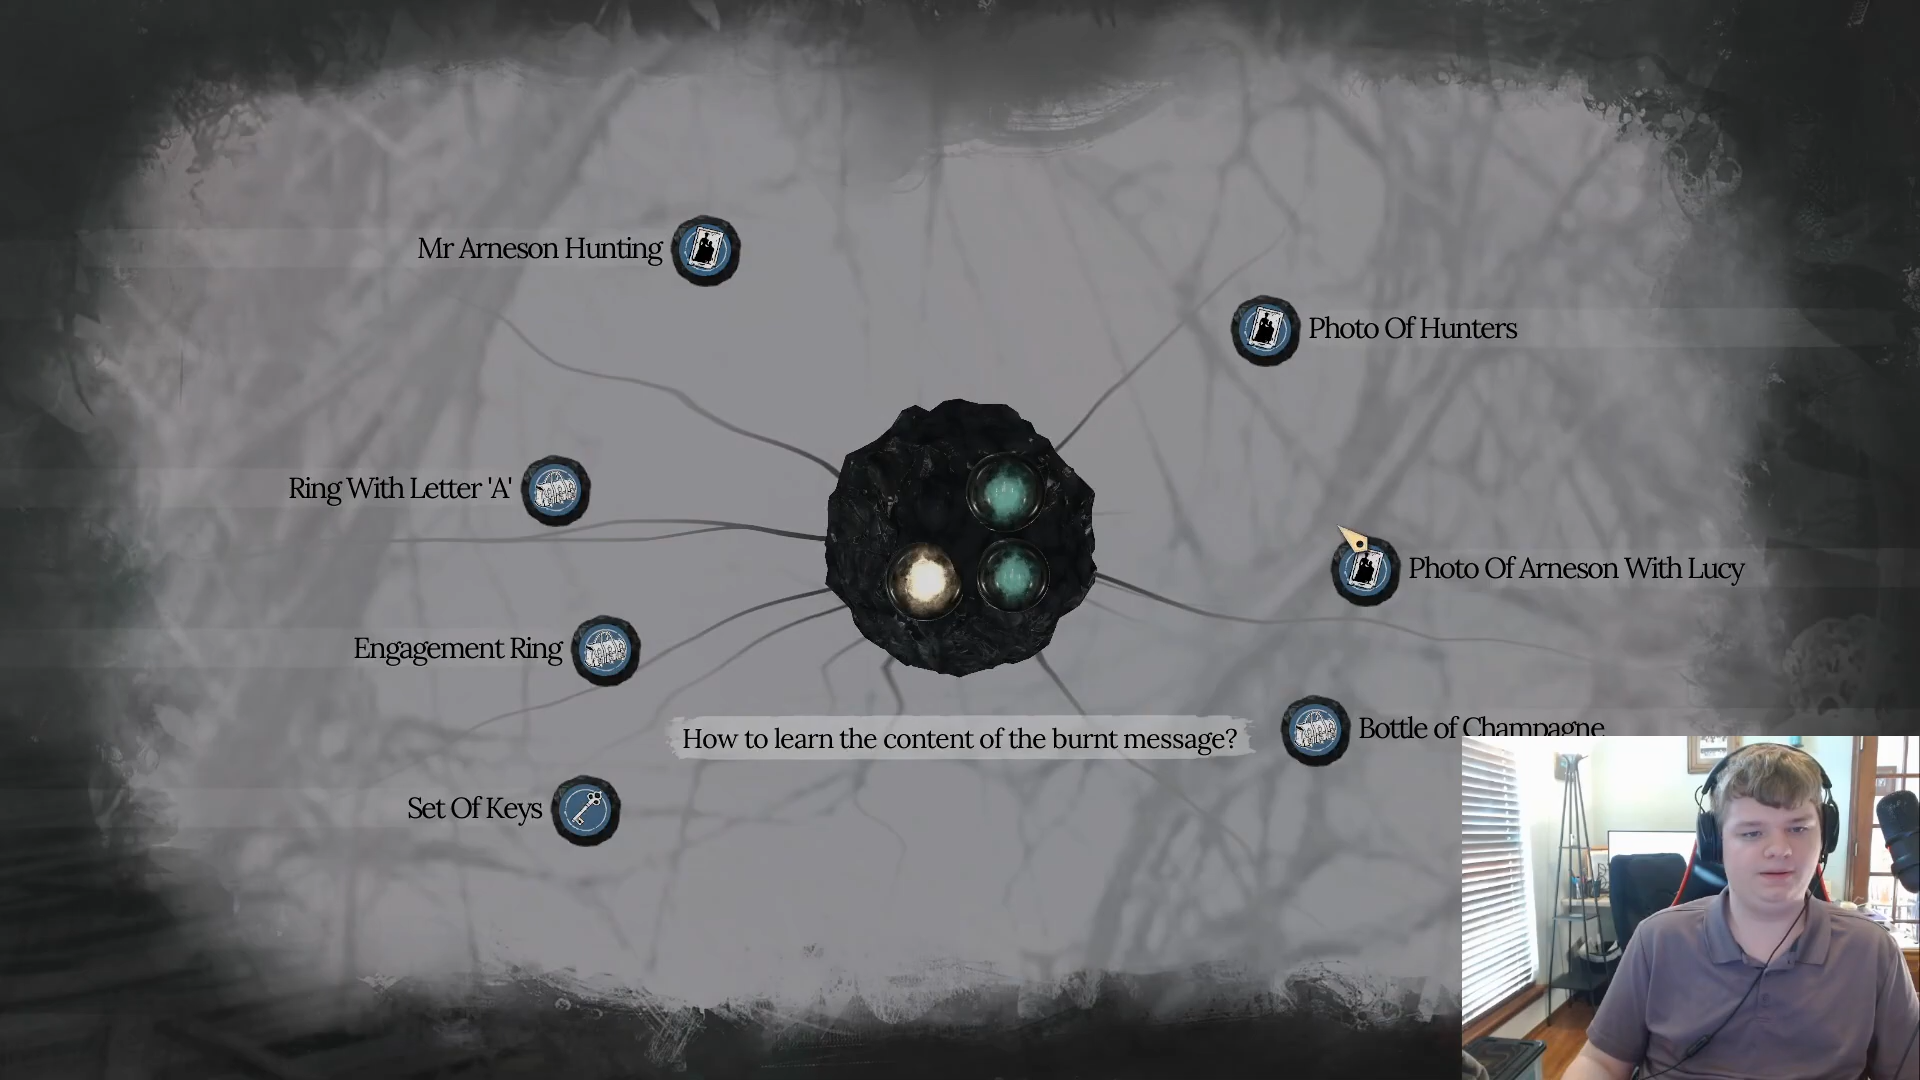 Mr Arneson Hunting
Photo Of Hunters
Ring With Letter 'A'
Photo Of Arneson With Lucy
Engagement Ring
How to learn the content of the burnt message?
Bottle of Champagne
Set Of Keys